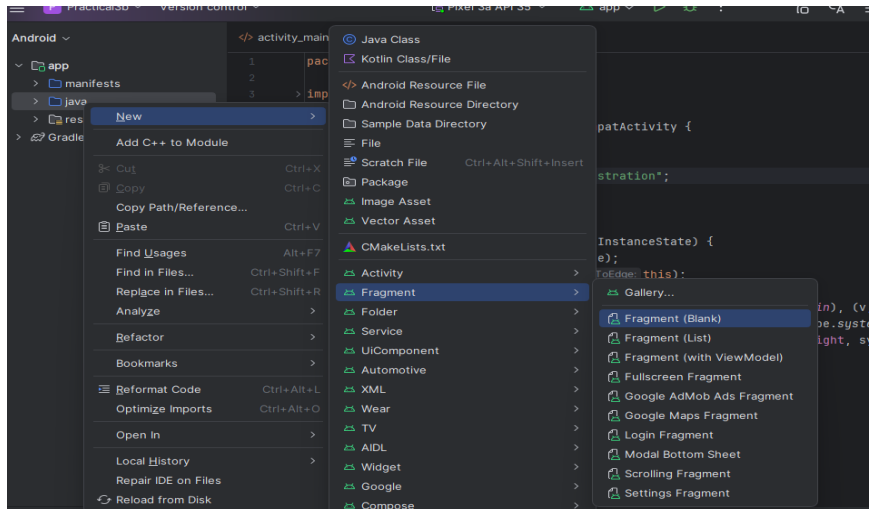 Practical3b
Version control
Pixel 3a API 35
app
Android
app
manifests
java
res
Gradle
</> activity_main
1 pac
2
3 imp
patActivity {
stration";
InstanceState) {
e);
ToEdge: this);
in), (v
pe.syste
ight, sy
New
Add C++ to Module
Cut Ctrl+X
Copy Ctrl+C
Copy Path/Reference...
Paste Ctrl+V
Find Usages Alt+F7
Find in Files... Ctrl+Shift+F
Replace in Files... Ctrl+Shift+R
Analyze
Refactor
Bookmarks
Reformat Code Ctrl+Alt+L
Optimize Imports Ctrl+Alt+O
Open In
Local History
Repair IDE on Files
Reload from Disk
Java Class
Kotlin Class/File
Android Resource File
Android Resource Directory
Sample Data Directory
File
Scratch File Ctrl+Alt+Shift+Insert
Package
Image Asset
Vector Asset
CMakeLists.txt
Activity
Fragment
Folder
Service
UiComponent
Automotive
XML
Wear
TV
AIDL
Widget
Google
Compose
Gallery...
Fragment (Blank)
Fragment (List)
Fragment (with ViewModel)
Fullscreen Fragment
Google AdMob Ads Fragment
Google Maps Fragment
Login Fragment
Modal Bottom Sheet
Scrolling Fragment
Settings Fragment